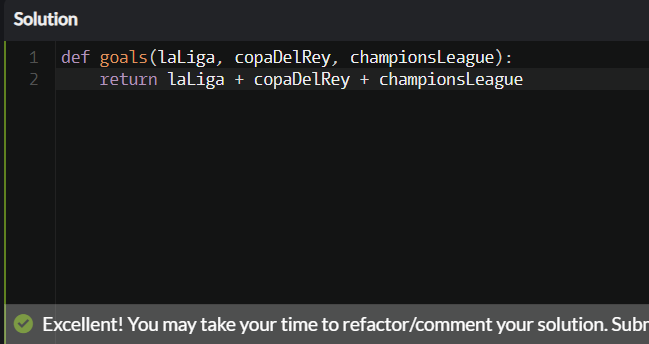 Solution
1 def goals(laLiga, copaDelRey, championsLeague):
2     return laLiga + copaDelRey + championsLeague
Excellent! You may take your time to refactor/comment your solution. Subm